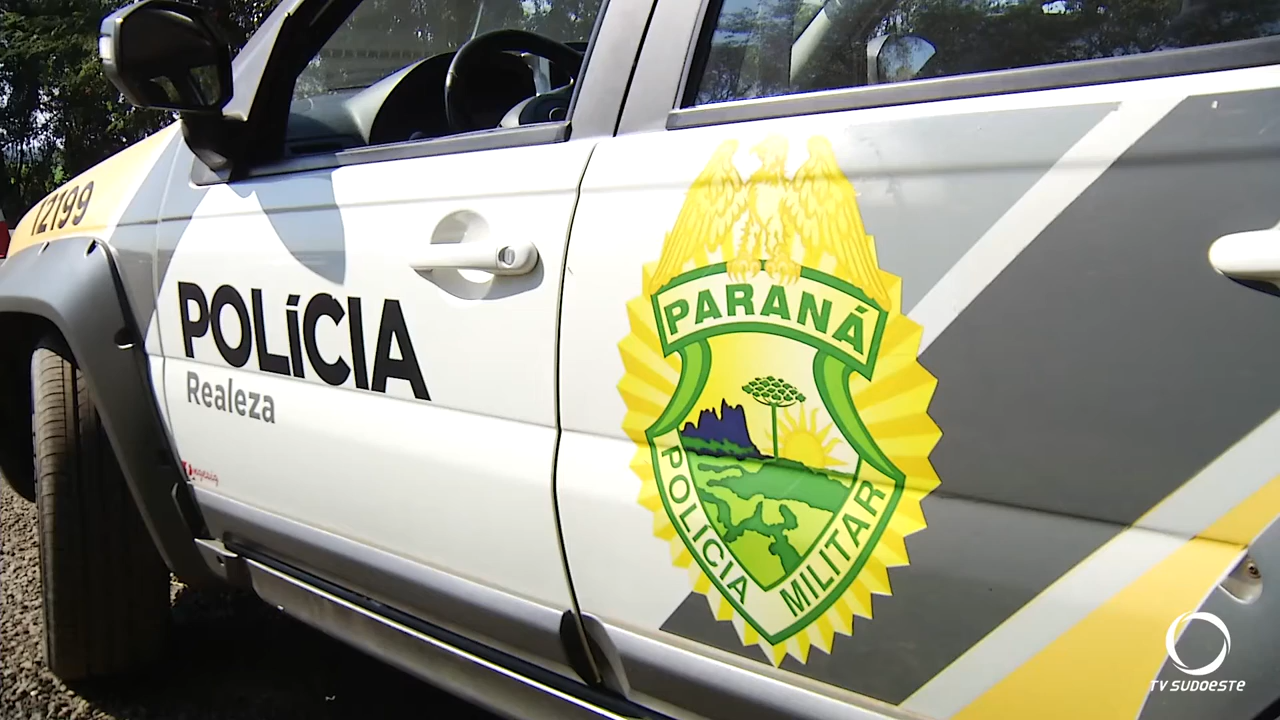 12199
POLÍCIA
Realeza
PARANÁ
POLÍCIA MILITAR
TV SUDOESTE